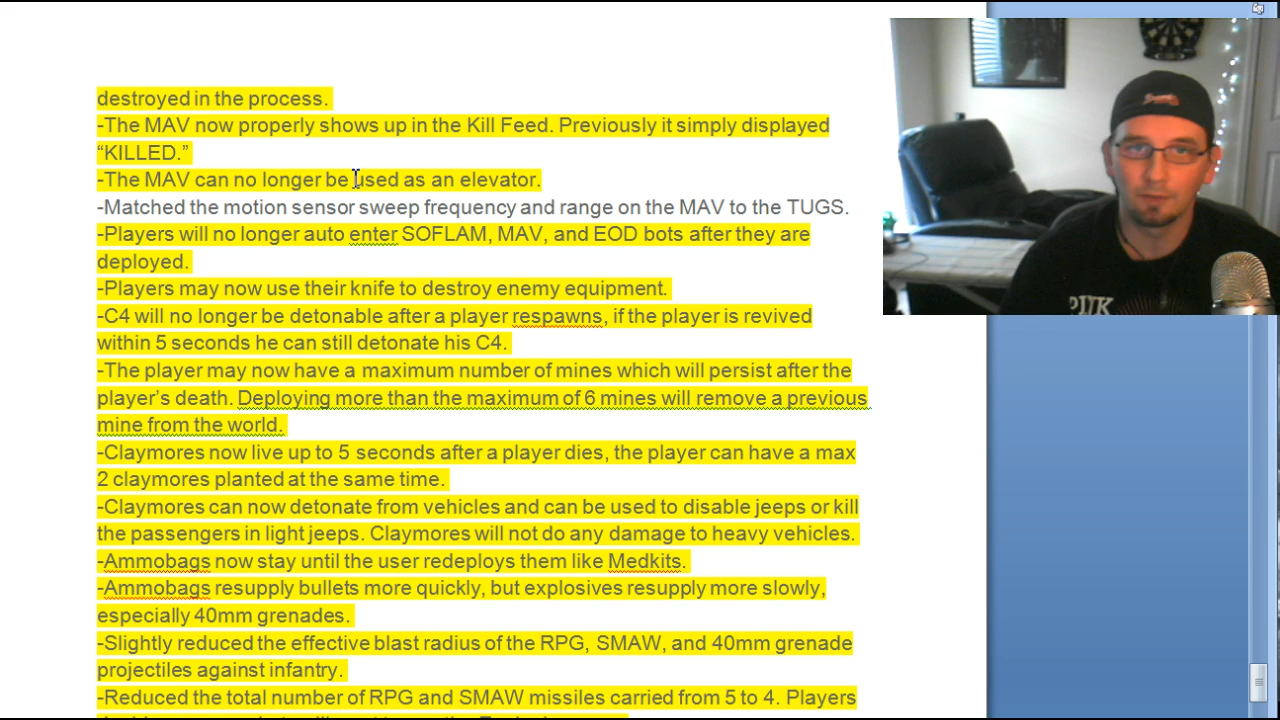 destroyed in the process.
-The MAV now properly shows up in the Kill Feed. Previously it simply displayed
“KILLED.”
-The MAV can no longer be used as an elevator.
-Matched the motion sensor sweep frequency and range on the MAV to the TUGS.
-Players will no longer auto enter SOFLAM, MAV, and EOD bots after they are
deployed.
-Players may now use their knife to destroy enemy equipment.
-C4 will no longer be detonable after a player respawns, if the player is revived
within 5 seconds he can still detonate his C4.
-The player may now have a maximum number of mines which will persist after the
player’s death. Deploying more than the maximum of 6 mines will remove a previous
mine from the world.
-Claymores now live up to 5 seconds after a player dies, the player can have a max
2 claymores planted at the same time.
-Claymores can now detonate from vehicles and can be used to disable jeeps or kill
the passengers in light jeeps. Claymores will not do any damage to heavy vehicles.
-Ammobags now stay until the user redeploys them like Medkits.
-Ammobags resupply bullets more quickly, but explosives resupply more slowly,
especially 40mm grenades.
-Slightly reduced the effective blast radius of the RPG, SMAW, and 40mm grenade
projectiles against infantry.
-Reduced the total number of RPG and SMAW missiles carried from 5 to 4. Players